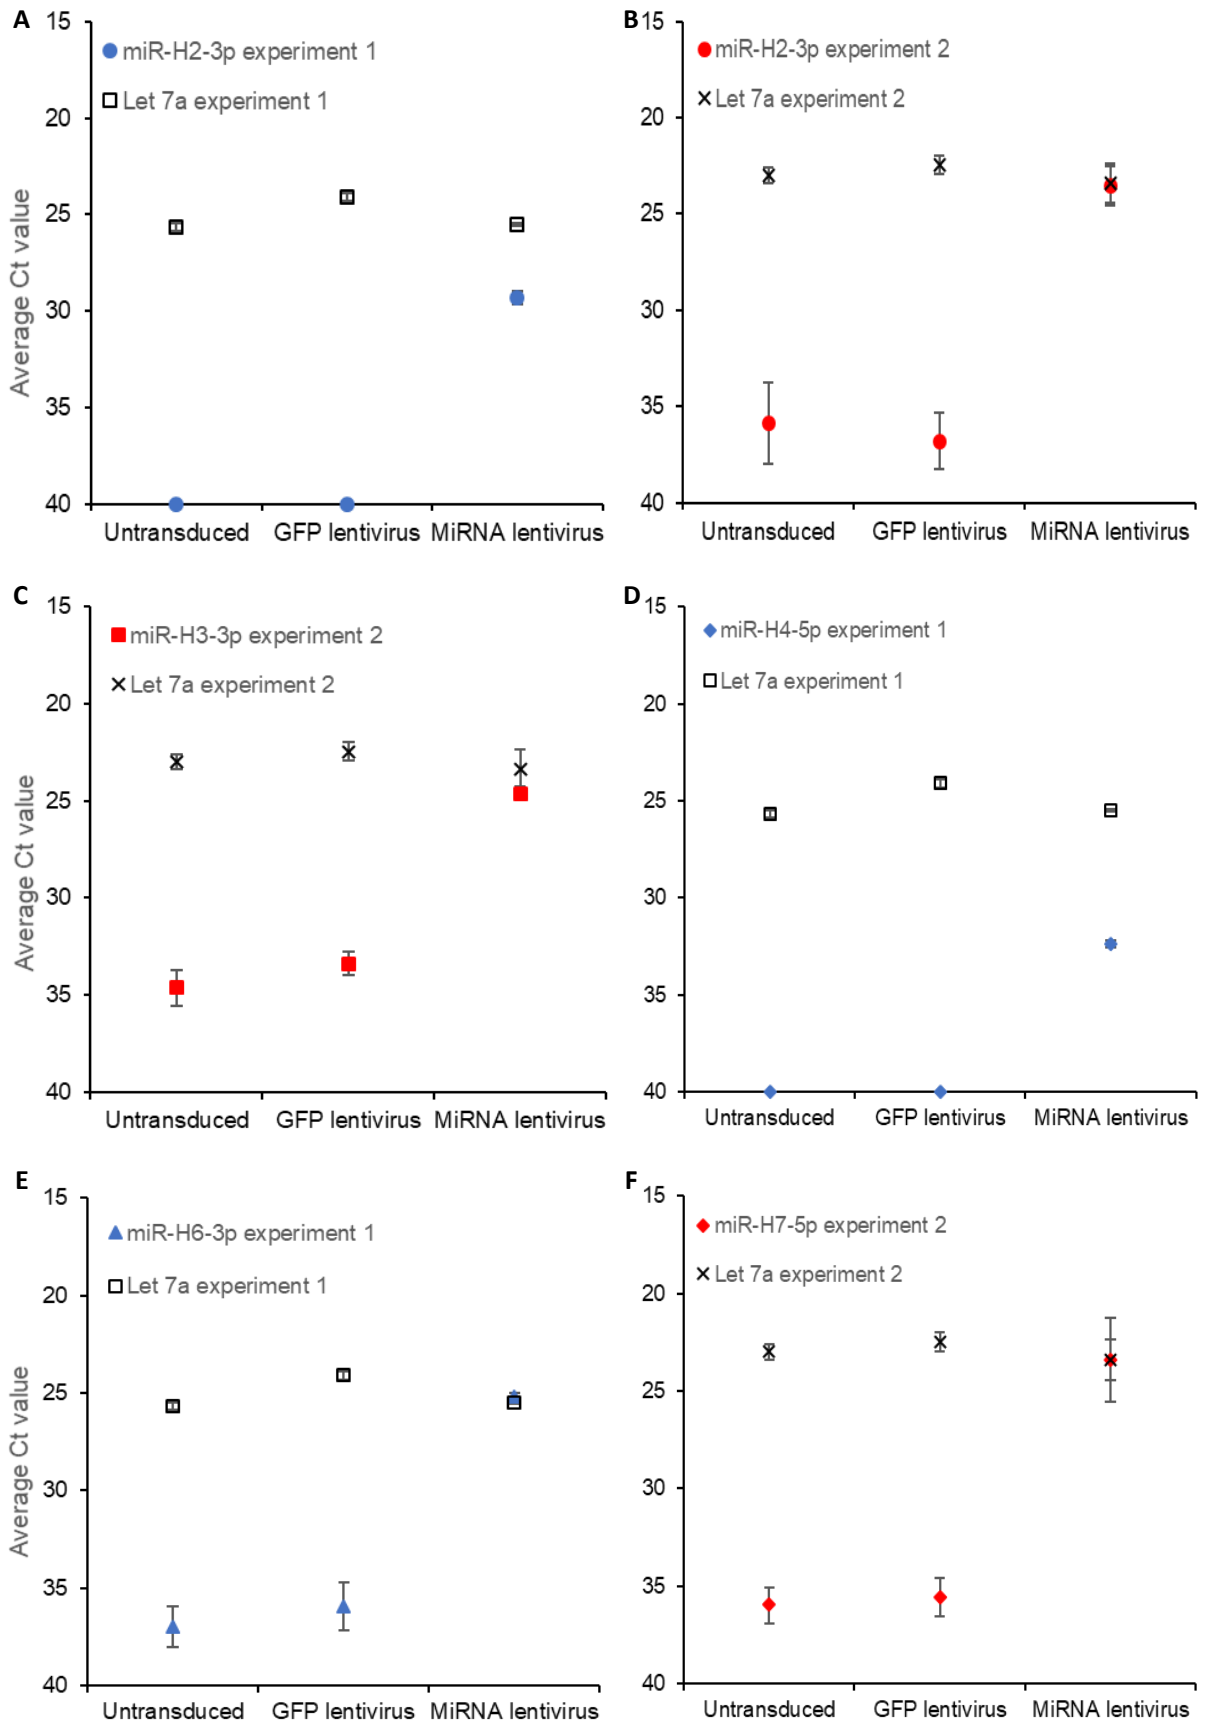 A
15
20
25
30
35
40
Average Ct value
miR-H2-3p experiment 1
Let 7a experiment 1
Untransduced GFP lentivirus MiRNA lentivirus
B
15
20
25
30
35
40
miR-H2-3p experiment 2
Let 7a experiment 2
Untransduced GFP lentivirus MiRNA lentivirus
C
15
20
25
30
35
40
Average Ct value
miR-H3-3p experiment 2
Let 7a experiment 2
Untransduced GFP lentivirus MiRNA lentivirus
D
15
20
25
30
35
40
miR-H4-5p experiment 1
Let 7a experiment 1
Untransduced GFP lentivirus MiRNA lentivirus
E
15
20
25
30
35
40
Average Ct value
miR-H6-3p experiment 1
Let 7a experiment 1
Untransduced GFP lentivirus MiRNA lentivirus
F
15
20
25
30
35
40
miR-H7-5p experiment 2
Let 7a experiment 2
Untransduced GFP lentivirus MiRNA lentivirus